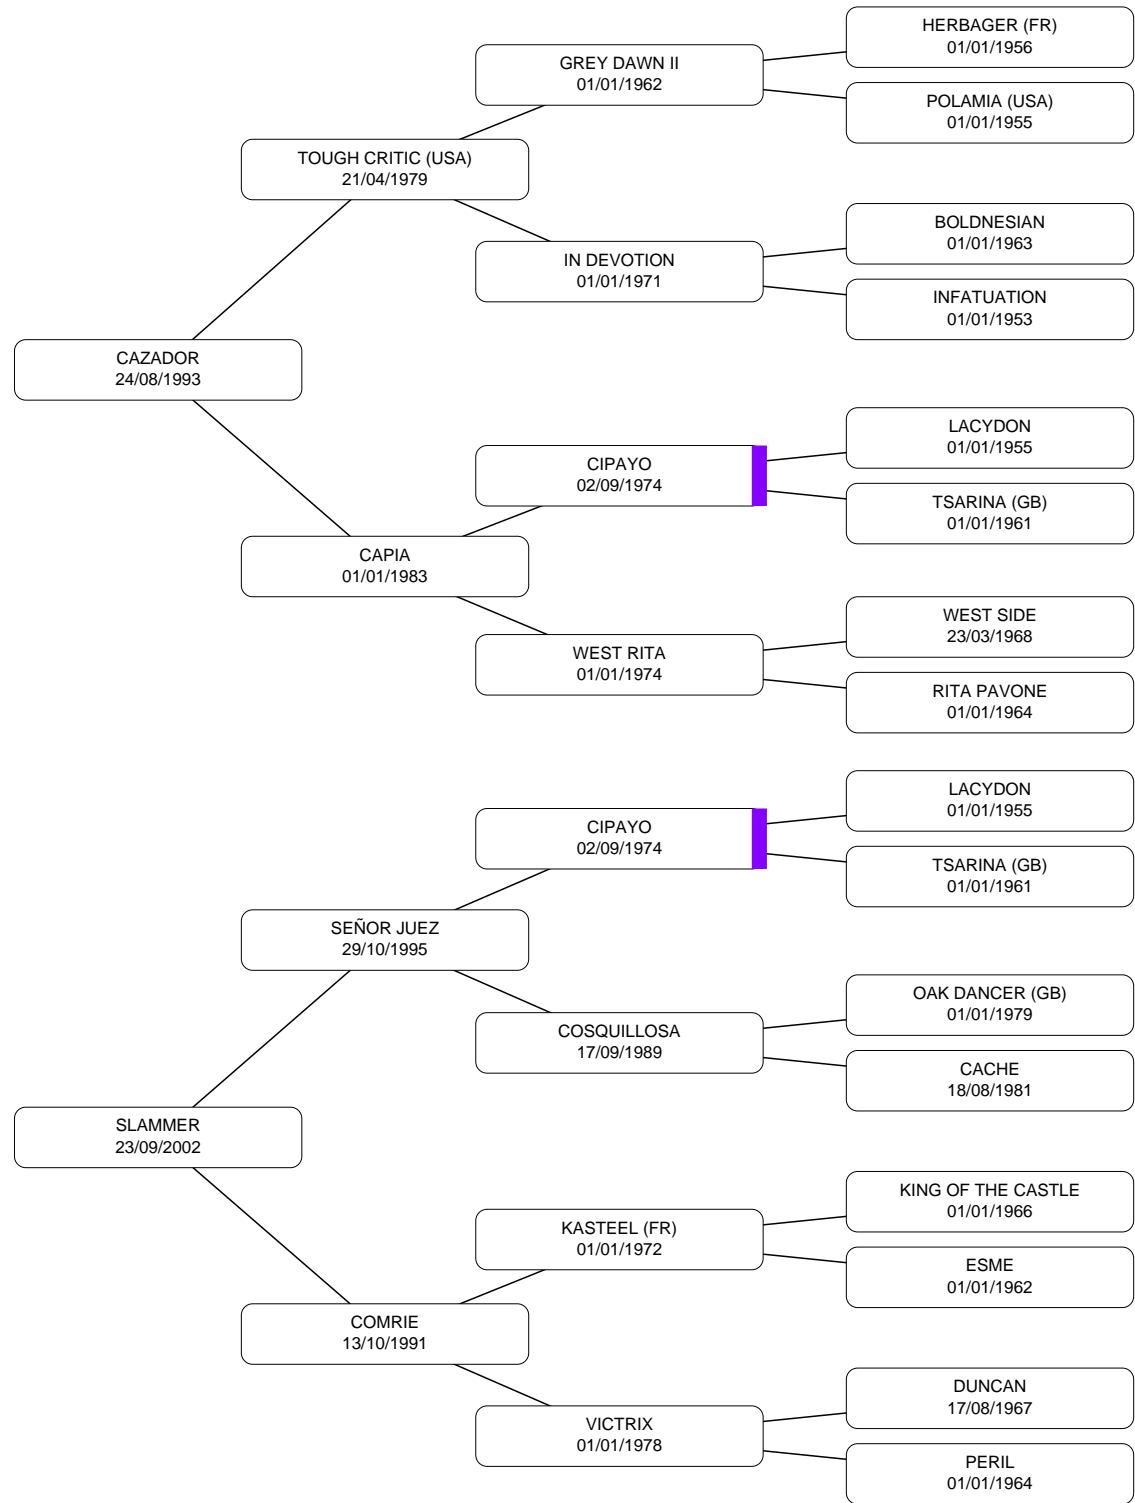 HERBAGER (FR)
01/01/1956
GREY DAWN II
01/01/1962
POLAMIA (USA)
01/01/1955
TOUGH CRITIC (USA)
21/04/1979
BOLDNESIAN
01/01/1963
IN DEVOTION
01/01/1971
INFATUATION
01/01/1953
CAZADOR
24/08/1993
LACYDON
01/01/1955
CIPAYO
02/09/1974
TSARINA (GB)
01/01/1961
CAPIA
01/01/1983
WEST SIDE
23/03/1968
WEST RITA
01/01/1974
RITA PAVONE
01/01/1964
LACYDON
01/01/1955
CIPAYO
02/09/1974
TSARINA (GB)
01/01/1961
SEÑOR JUEZ
29/10/1995
OAK DANCER (GB)
01/01/1979
COSQUILLOSA
17/09/1989
CACHE
18/08/1981
SLAMMER
23/09/2002
KING OF THE CASTLE
01/01/1966
KASTEEL (FR)
01/01/1972
ESME
01/01/1962
COMRIE
13/10/1991
DUNCAN
17/08/1967
VICTRIX
01/01/1978
PERIL
01/01/1964